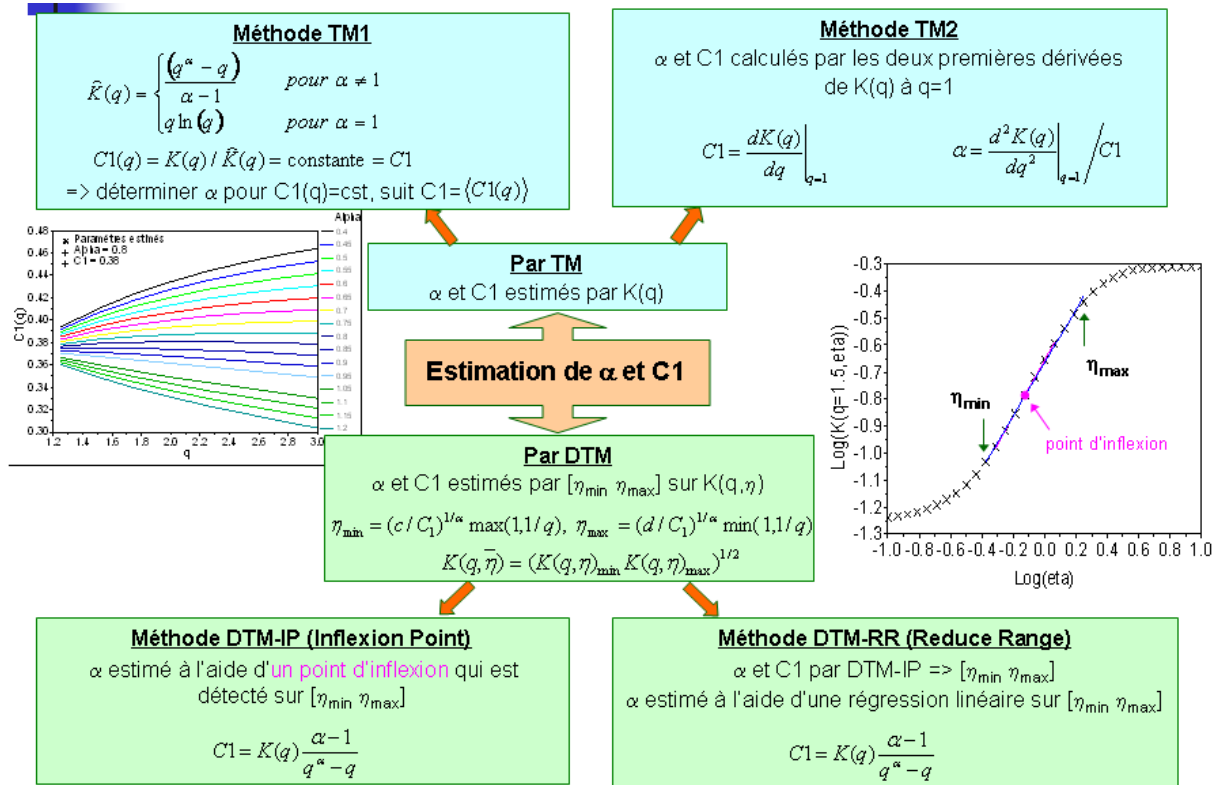 Méthode TM1
K̂(q) = { (q^α − q) / (α − 1) pour α ≠ 1
q ln(q) pour α = 1
C1(q) = K(q) / K̂(q) = constante = C1
=> déterminer α pour C1(q)=cst, suit C1=⟨C1(q)⟩
Méthode TM2
α et C1 calculés par les deux premières dérivées
de K(q) à q=1
C1 = dK(q)/dq |q=1
α = d²K(q)/dq² |q=1 / C1
Par TM
α et C1 estimés par K(q)
Estimation de α et C1
Par DTM
α et C1 estimés par [ηmin ηmax] sur K(q,η)
ηmin = (c / C1)^1/α max(1,1/q), ηmax = (d / C1)^1/α min(1,1/q)
K(q,η̅) = (K(q,η)min K(q,η)max)^1/2
Méthode DTM-IP (Inflexion Point)
α estimé à l'aide d'un point d'inflexion qui est
détecté sur [ηmin ηmax]
C1 = K(q) (α − 1) / (q^α − q)
Méthode DTM-RR (Reduce Range)
α et C1 par DTM-IP => [ηmin ηmax]
α estimé à l'aide d'une régression linéaire sur [ηmin ηmax]
C1 = K(q) (α − 1) / (q^α − q)
Paramètres estimés
Alpha = 0.8
C1 = 0.38
C1(q)
0.48
0.46
0.44
0.42
0.40
0.38
0.36
0.34
0.32
0.30
1.2 1.4 1.6 1.8 2.0 2.2 2.4 2.6 2.8 3.0
q
Alpha
0.4
0.45
0.5
0.55
0.6
0.65
0.7
0.75
0.8
0.85
0.9
0.95
1.05
1.1
1.15
1.2
Log(K(q=1.5,eta))
-0.3
-0.4
-0.5
-0.6
-0.7
-0.8
-0.9
-1.0
-1.1
-1.2
-1.3
-1.0 -0.8 -0.6 -0.4 -0.2 0.0 0.2 0.4 0.6 0.8 1.0
Log(eta)
ηmin
ηmax
point d'inflexion